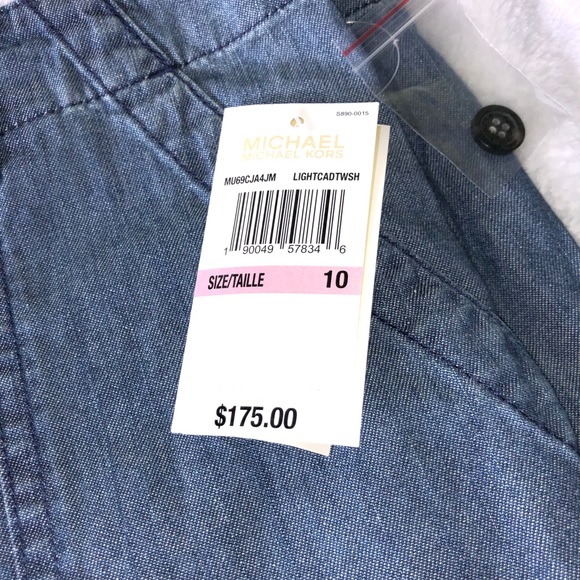 S890-0015
MICHAEL
MICHAEL KORS
MU69CJA4JM LIGHTCADTWSH
1 90049 57834 6
SIZE/TAILLE 10
$175.00